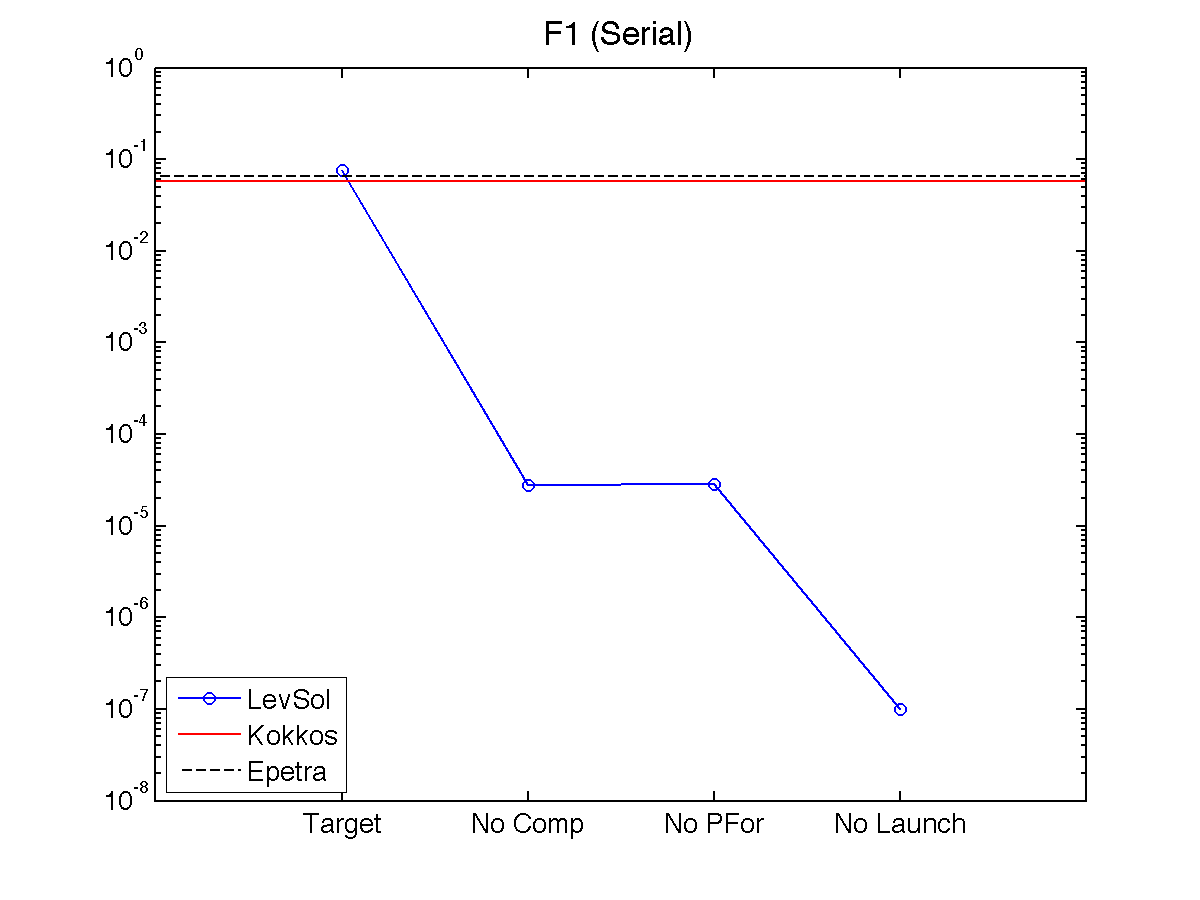 F1 (Serial)
10^0
10^-1
10^-2
10^-3
10^-4
10^-5
10^-6
10^-7
10^-8
LevSol
Kokkos
Epetra
Target No Comp No PFor No Launch